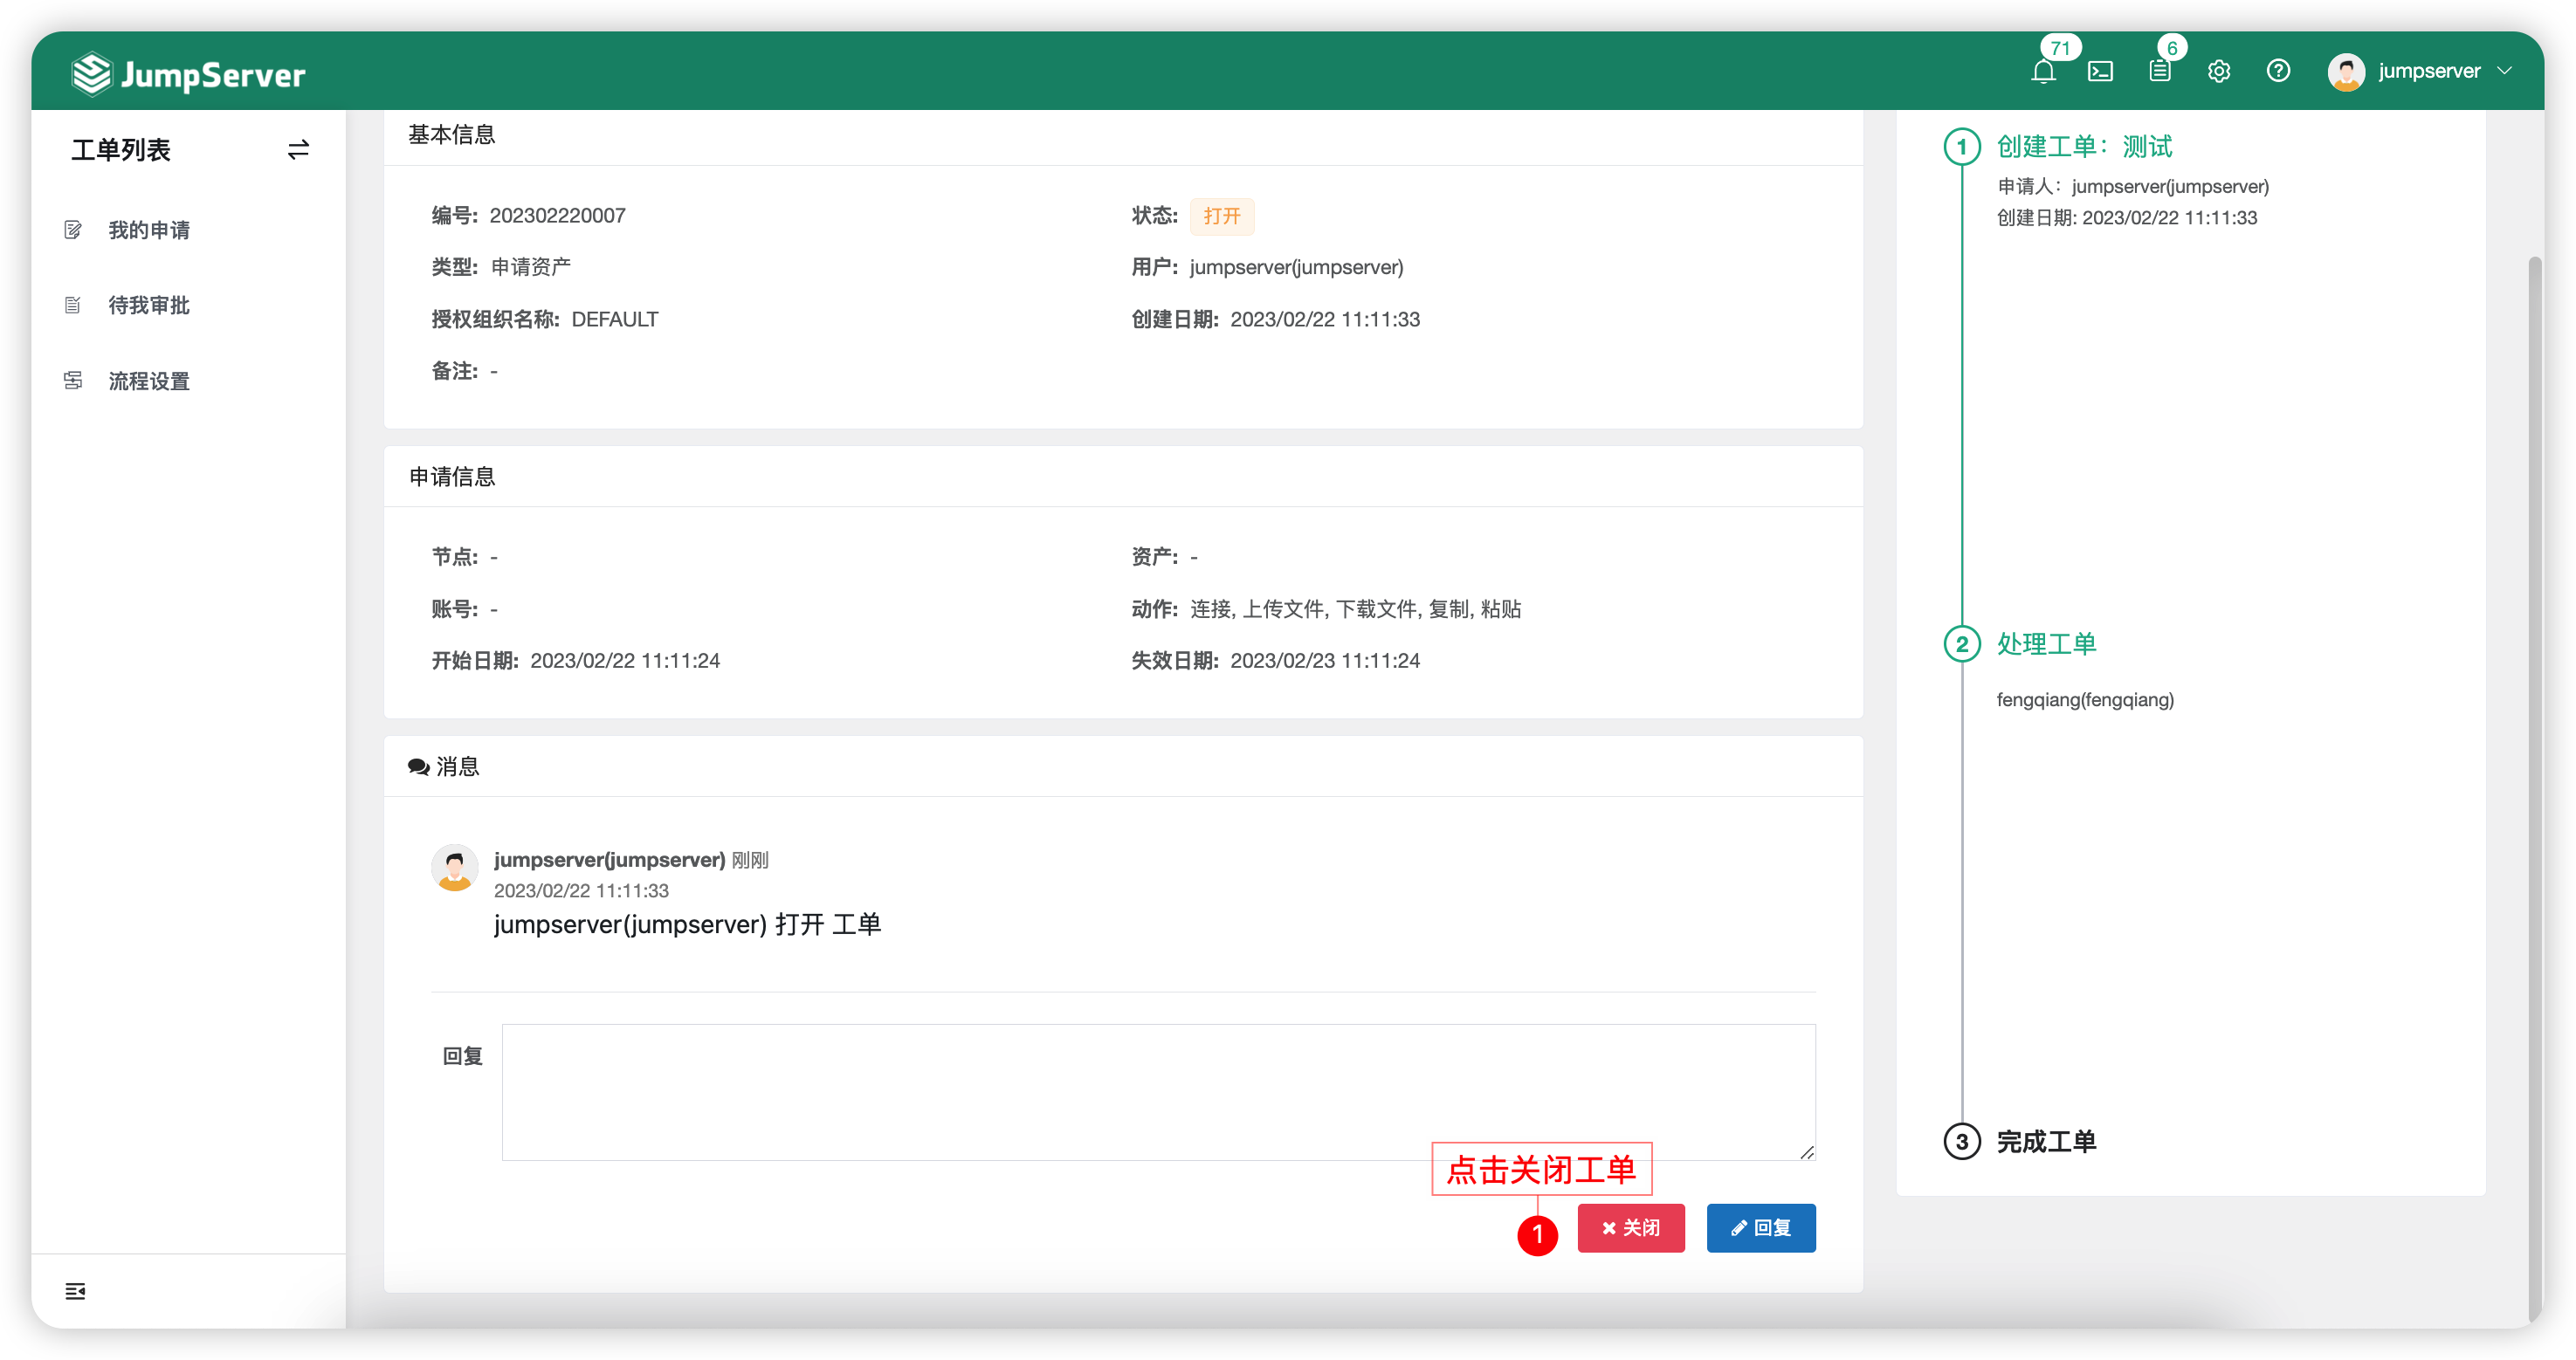 JumpServer
71
6
jumpserver
工单列表
我的申请
待我审批
流程设置
基本信息
编号: 202302220007
状态: 打开
类型: 申请资产
用户: jumpserver(jumpserver)
授权组织名称: DEFAULT
创建日期: 2023/02/22 11:11:33
备注: -
申请信息
节点: -
资产: -
账号: -
动作: 连接, 上传文件, 下载文件, 复制, 粘贴
开始日期: 2023/02/22 11:11:24
失效日期: 2023/02/23 11:11:24
消息
jumpserver(jumpserver) 刚刚
2023/02/22 11:11:33
jumpserver(jumpserver) 打开 工单
回复
点击关闭工单
1
关闭
回复
1 创建工单：测试
申请人：jumpserver(jumpserver)
创建日期: 2023/02/22 11:11:33
2 处理工单
fengqiang(fengqiang)
3 完成工单